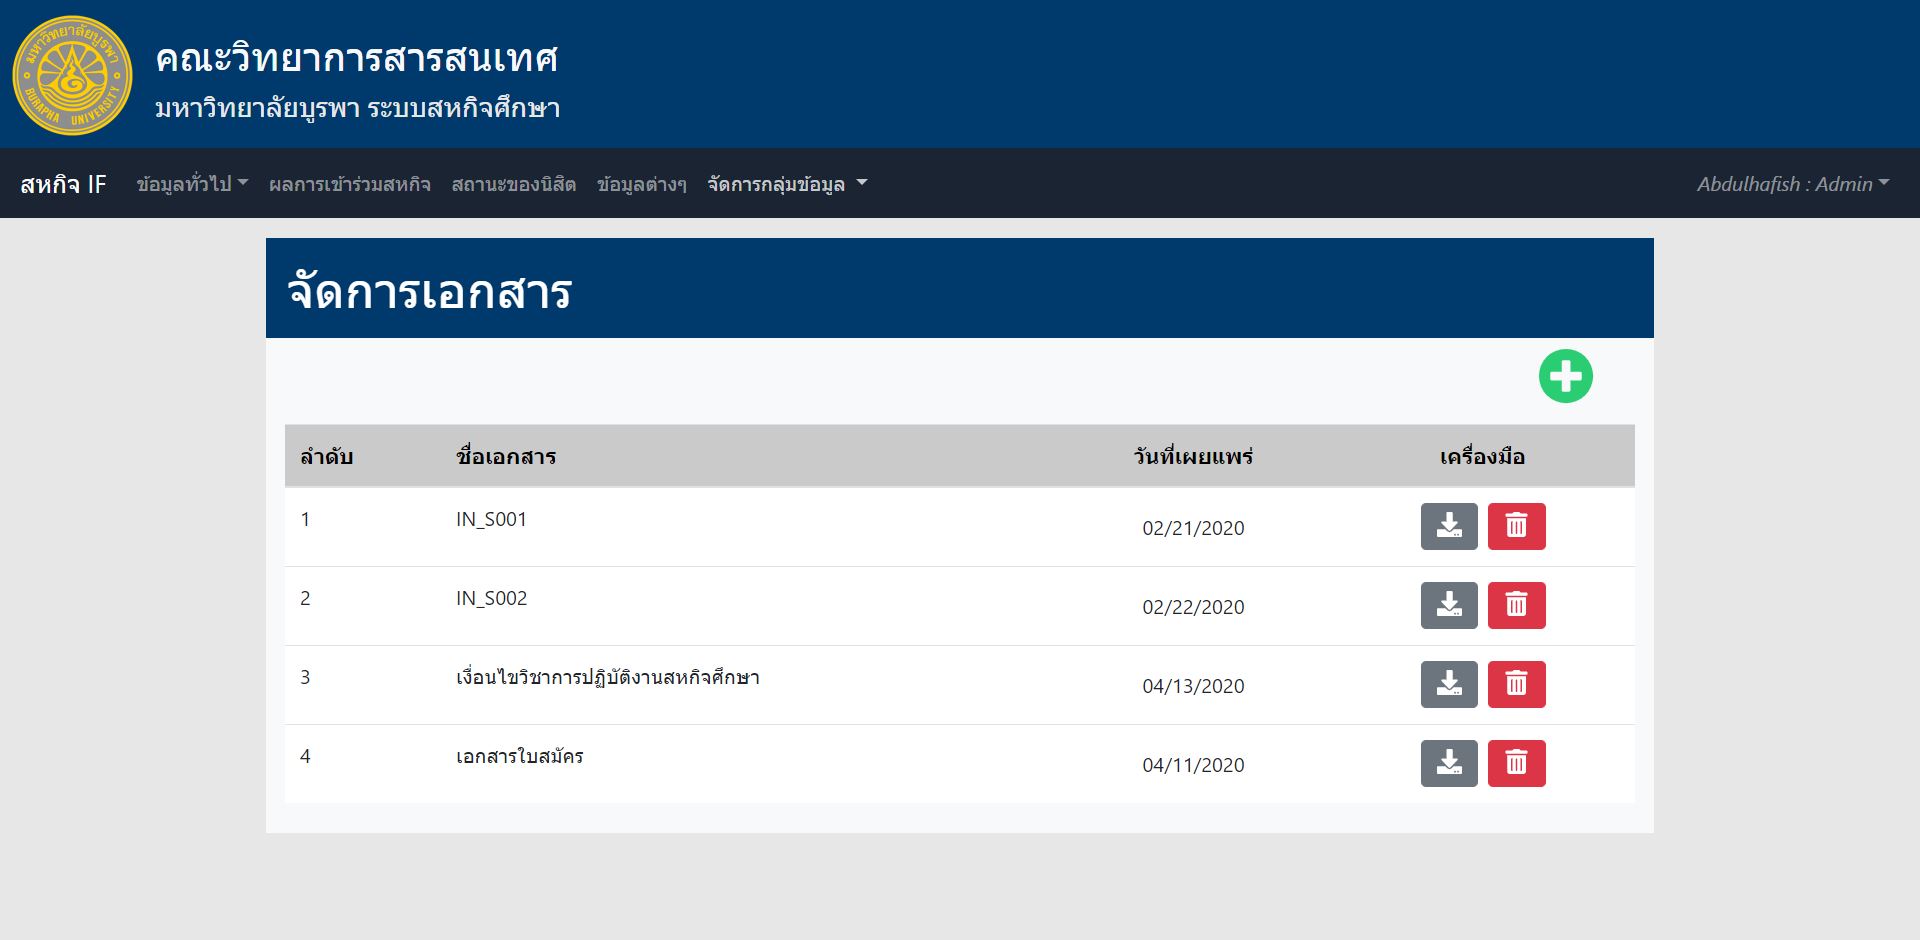 มหาวิทยาลัยบูรพา
BURAPHA UNIVERSITY
คณะวิทยาการสารสนเทศ
มหาวิทยาลัยบูรพา ระบบสหกิจศึกษา
สหกิจ IF ข้อมูลทั่วไป ผลการเข้าร่วมสหกิจ สถานะของนิสิต ข้อมูลต่างๆ จัดการกลุ่มข้อมูล Abdulhafish : Admin
จัดการเอกสาร
ลำดับ ชื่อเอกสาร วันที่เผยแพร่ เครื่องมือ
1 IN_S001 02/21/2020
2 IN_S002 02/22/2020
3 เงื่อนไขวิชาการปฏิบัติงานสหกิจศึกษา 04/13/2020
4 เอกสารใบสมัคร 04/11/2020